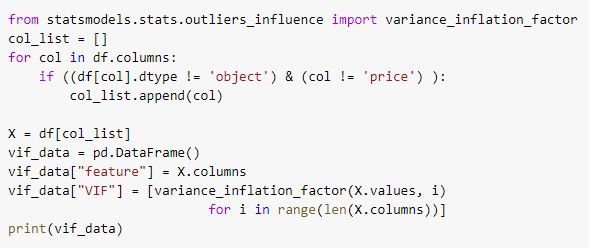 from statsmodels.stats.outliers_influence import variance_inflation_factor
col_list = []
for col in df.columns:
    if ((df[col].dtype != 'object') & (col != 'price') ):
        col_list.append(col)

X = df[col_list]
vif_data = pd.DataFrame()
vif_data["feature"] = X.columns
vif_data["VIF"] = [variance_inflation_factor(X.values, i)
                          for i in range(len(X.columns))]
print(vif_data)